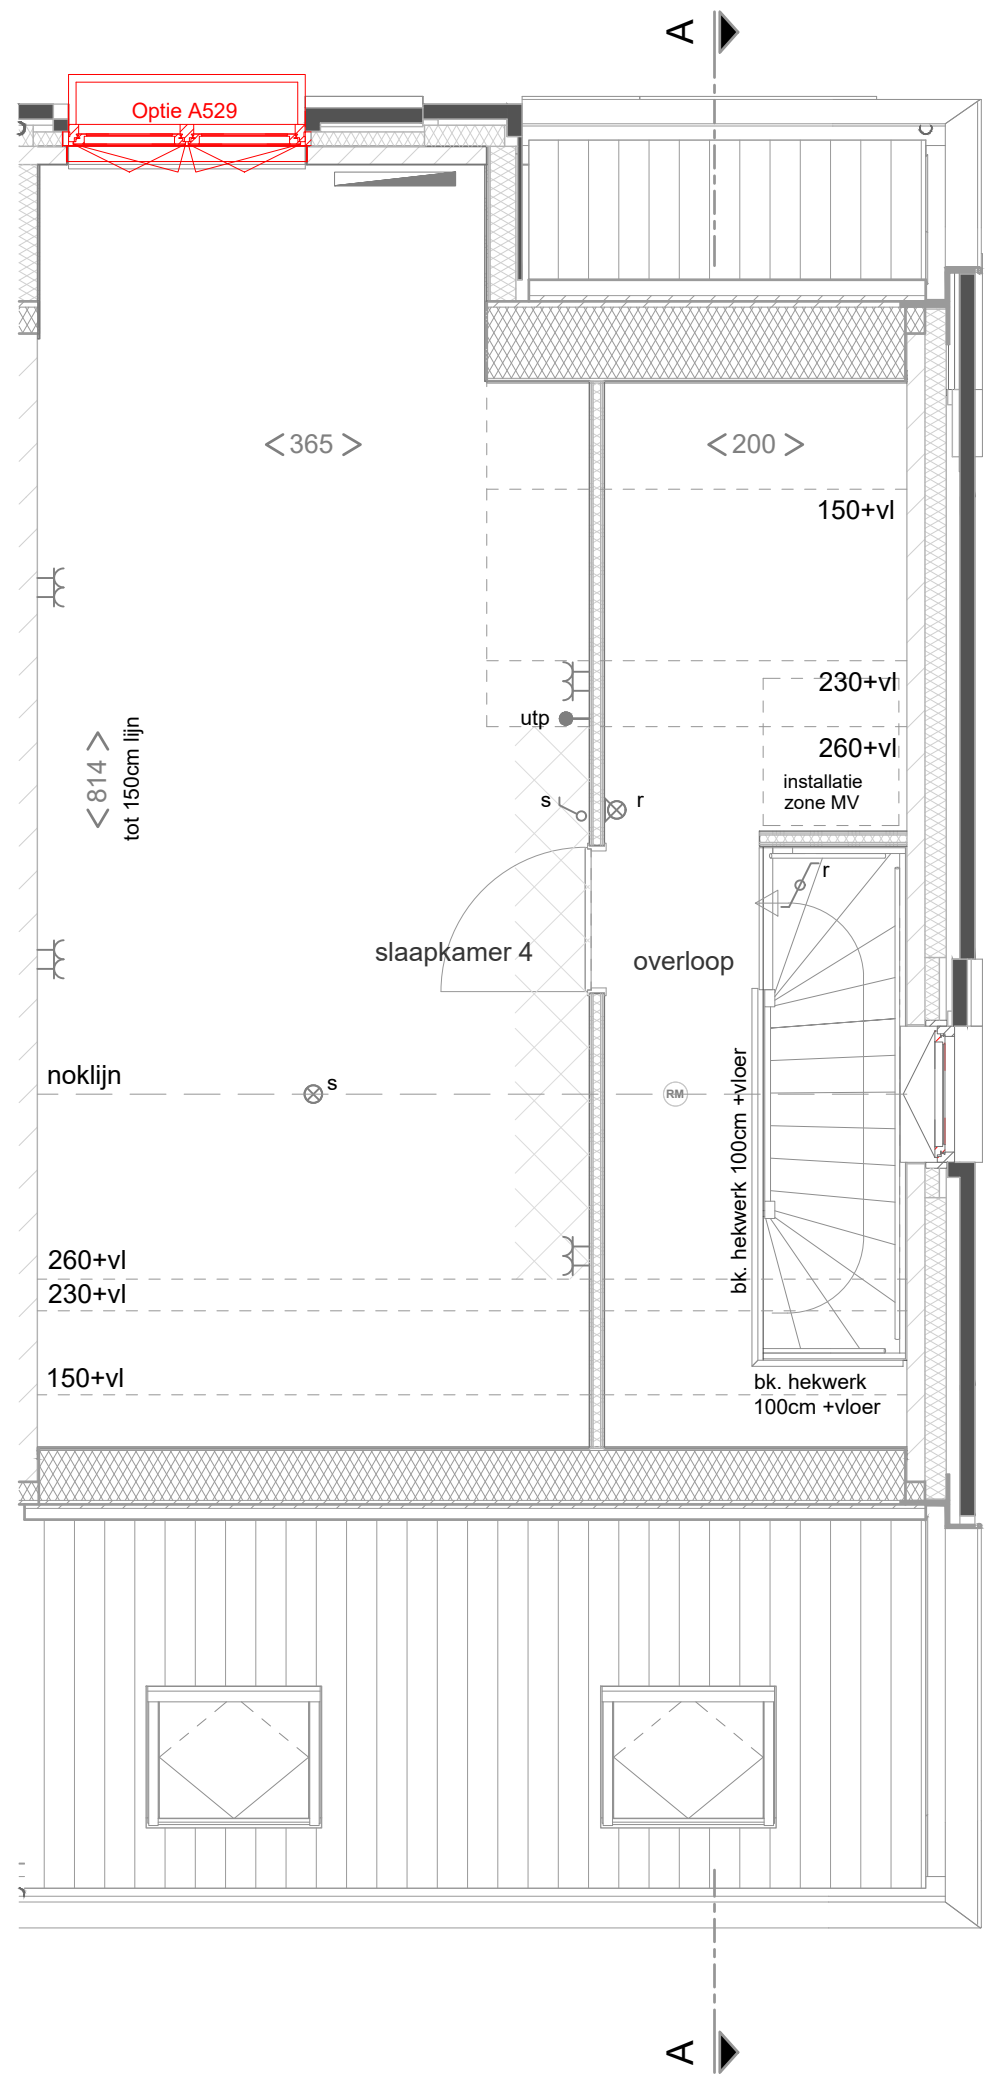 A
Optie A529
<365>
<200>
150+vl
230+vl
utp
260+vl
<814>
tot 150cm lijn
installatie
zone MV
s
r
r
slaapkamer 4
overloop
noklijn
s
RM
bk. hekwerk 100cm +vloer
260+vl
230+vl
150+vl
bk. hekwerk
100cm +vloer
A